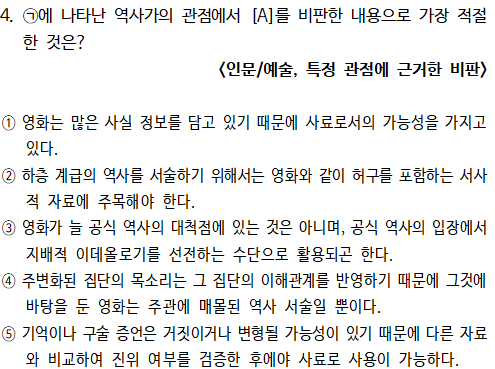 4. ㉠에 나타난 역사가의 관점에서 [A]를 비판한 내용으로 가장 적절
한 것은?
<인문/예술, 특정 관점에 근거한 비판>
① 영화는 많은 사실 정보를 담고 있기 때문에 사료로서의 가능성을 가지고
있다.
② 하층 계급의 역사를 서술하기 위해서는 영화와 같이 허구를 포함하는 서사
적 자료에 주목해야 한다.
③ 영화가 늘 공식 역사의 대척점에 있는 것은 아니며, 공식 역사의 입장에서
지배적 이데올로기를 선전하는 수단으로 활용되곤 한다.
④ 주변화된 집단의 목소리는 그 집단의 이해관계를 반영하기 때문에 그것에
바탕을 둔 영화는 주관에 매몰된 역사 서술일 뿐이다.
⑤ 기억이나 구술 증언은 거짓이거나 변형될 가능성이 있기 때문에 다른 자료
와 비교하여 진위 여부를 검증한 후에야 사료로 사용이 가능하다.